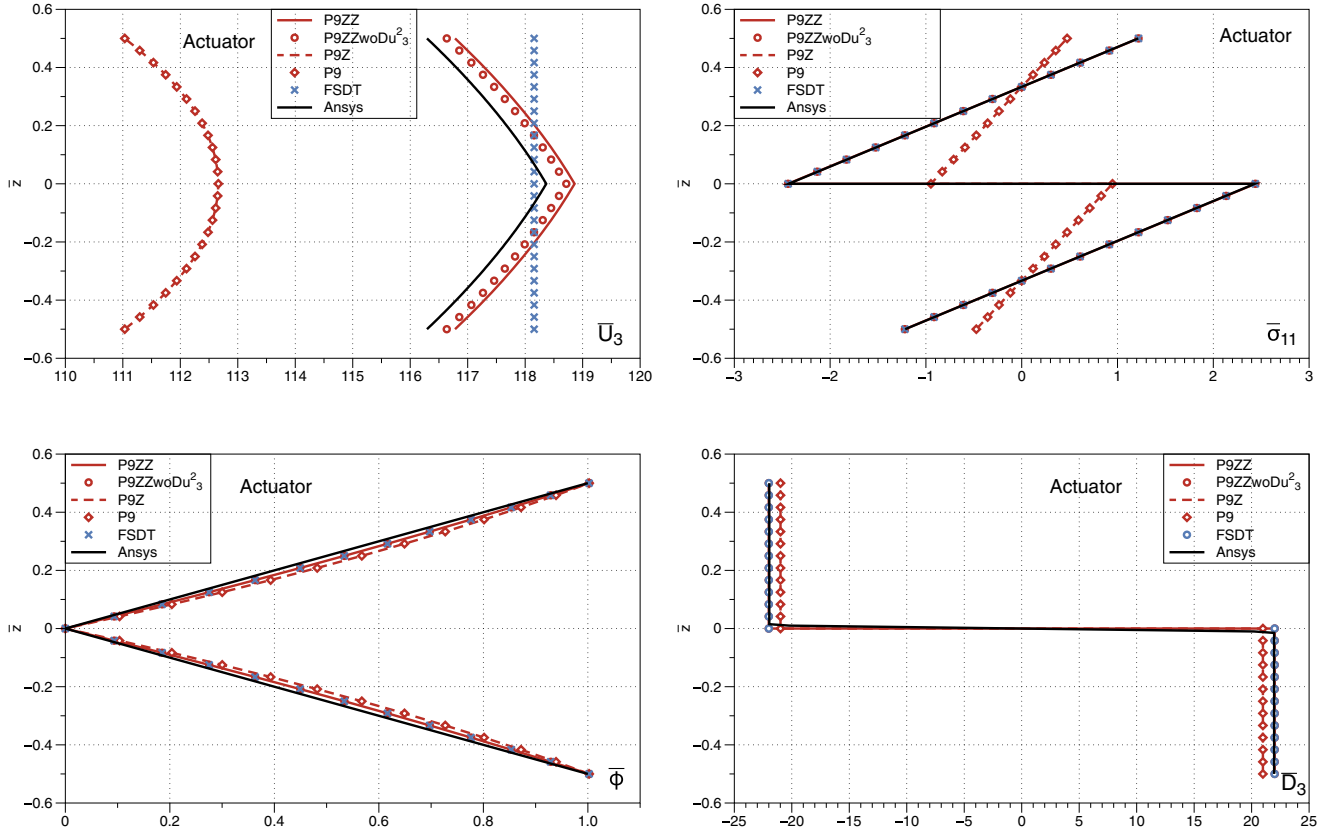 0.6
0.4
0.2
0
−0.2
−0.4
−0.6
z̅
110 111 112 113 114 115 116 117 118 119 120
Actuator
P9ZZ
P9ZZwoDu²₃
P9Z
P9
FSDT
Ansys
U̅₃
0.6
0.4
0.2
0
−0.2
−0.4
−0.6
z̅
−3 −2 −1 0 1 2 3
P9ZZ
P9ZZwoDu²₃
P9Z
P9
FSDT
Ansys
Actuator
σ̅₁₁
0.6
0.4
0.2
0
−0.2
−0.4
−0.6
z̅
0 0.2 0.4 0.6 0.8 1.0
P9ZZ
P9ZZwoDu²₃
P9Z
P9
FSDT
Ansys
Actuator
ϕ̅
0.6
0.4
0.2
0
−0.2
−0.4
−0.6
z̅
−25 −20 −15 −10 −5 0 5 10 15 20 25
Actuator
P9ZZ
P9ZZwoDu²₃
P9Z
P9
FSDT
Ansys
D̅₃